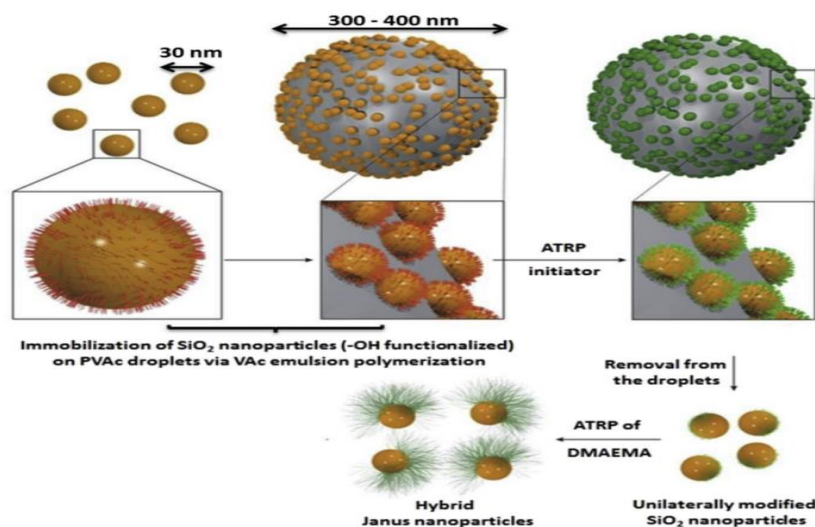 300 - 400 nm
30 nm
ATRP
initiator
Immobilization of SiO₂ nanoparticles (-OH functionalized)
on PVAc droplets via VAc emulsion polymerization
Removal from
the droplets
ATRP of
DMAEMA
Hybrid
Janus nanoparticles
Unilaterally modified
SiO₂ nanoparticles